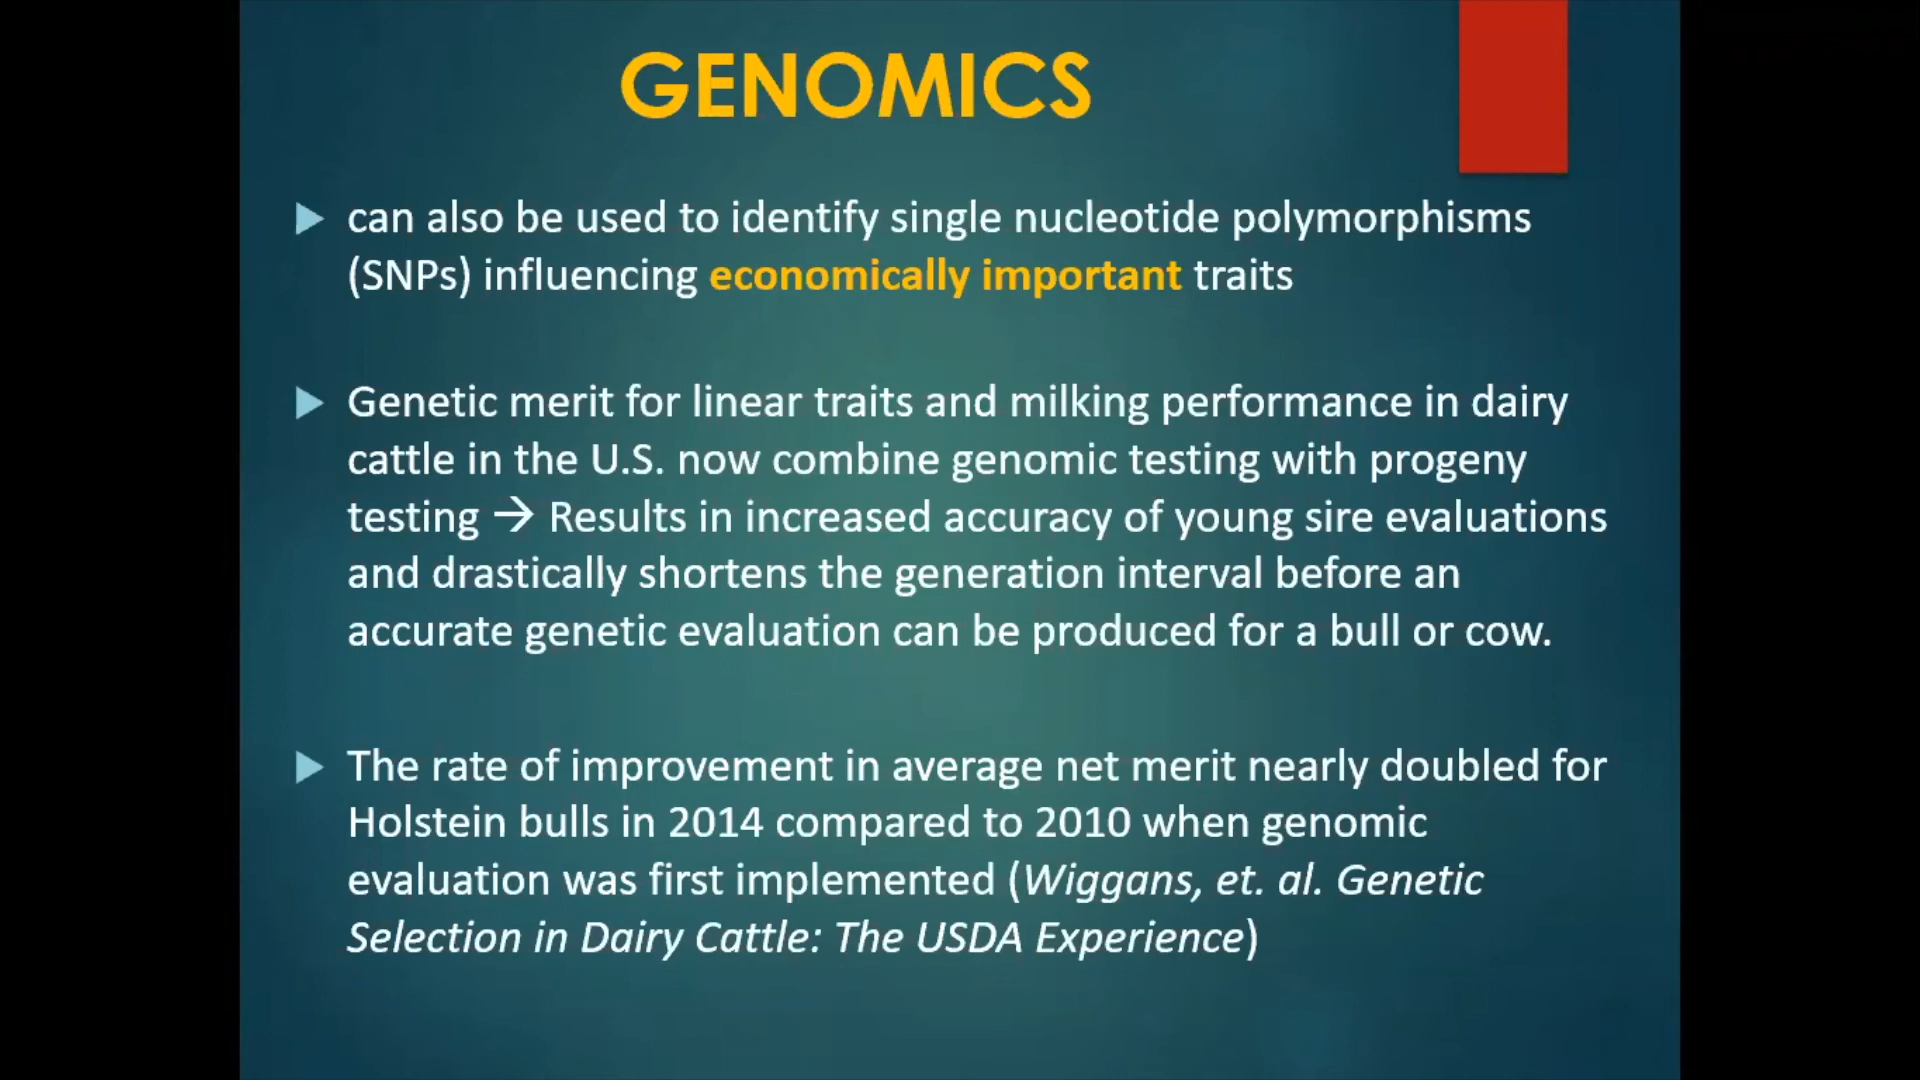 GENOMICS
can also be used to identify single nucleotide polymorphisms
(SNPs) influencing economically important traits
Genetic merit for linear traits and milking performance in dairy
cattle in the U.S. now combine genomic testing with progeny
testing → Results in increased accuracy of young sire evaluations
and drastically shortens the generation interval before an
accurate genetic evaluation can be produced for a bull or cow.
The rate of improvement in average net merit nearly doubled for
Holstein bulls in 2014 compared to 2010 when genomic
evaluation was first implemented (Wiggans, et. al. Genetic
Selection in Dairy Cattle: The USDA Experience)